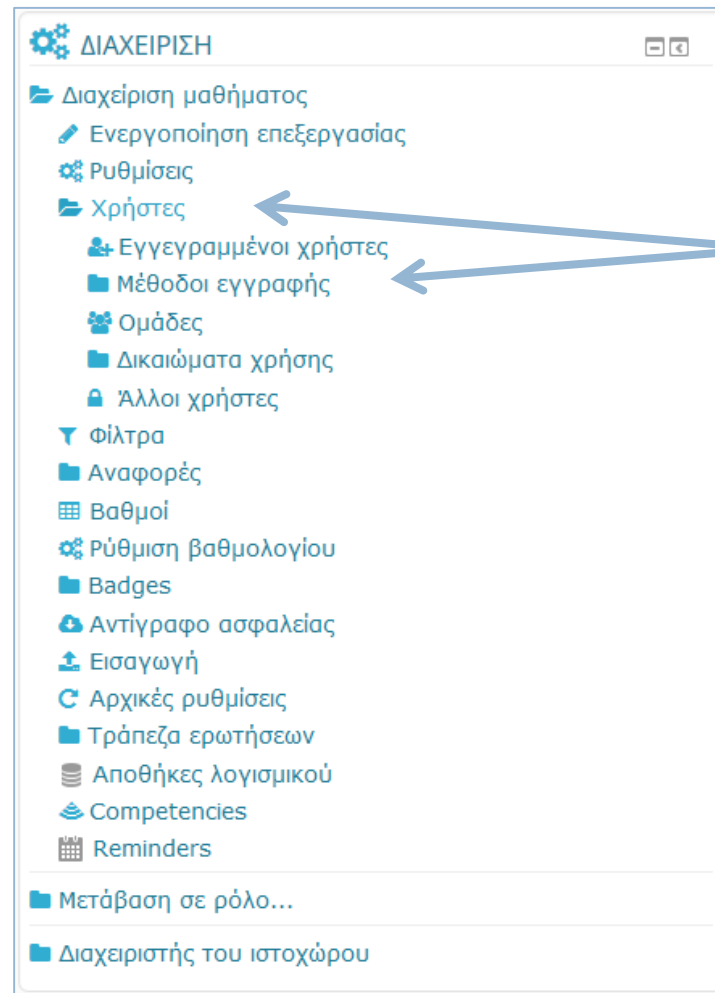 ΔΙΑΧΕΙΡΙΣΗ
Διαχείριση μαθήματος
Ενεργοποίηση επεξεργασίας
Ρυθμίσεις
Χρήστες
Εγγεγραμμένοι χρήστες
Μέθοδοι εγγραφής
Ομάδες
Δικαιώματα χρήσης
Άλλοι χρήστες
Φίλτρα
Αναφορές
Βαθμοί
Ρύθμιση βαθμολογίου
Badges
Αντίγραφο ασφαλείας
Εισαγωγή
Αρχικές ρυθμίσεις
Τράπεζα ερωτήσεων
Αποθήκες λογισμικού
Competencies
Reminders
Μετάβαση σε ρόλο...
Διαχειριστής του ιστοχώρου